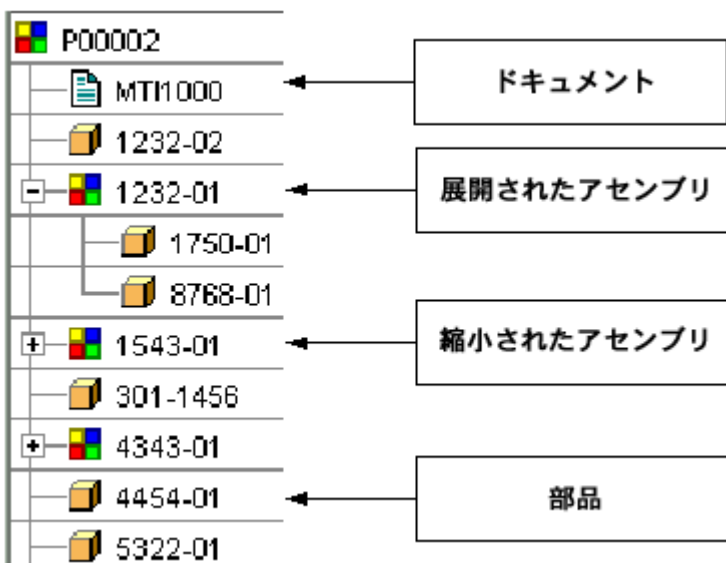 P00002
MTI1000
ドキュメント
1232-02
1232-01
展開されたアセンブリ
1750-01
8768-01
1543-01
縮小されたアセンブリ
301-1456
4343-01
4454-01
部品
5322-01